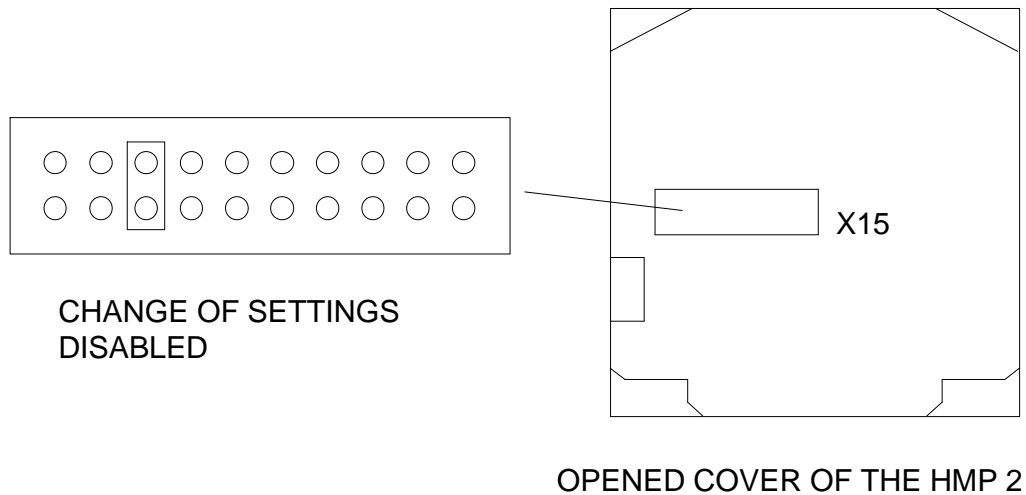 X15
CHANGE OF SETTINGS
DISABLED
OPENED COVER OF THE HMP 2